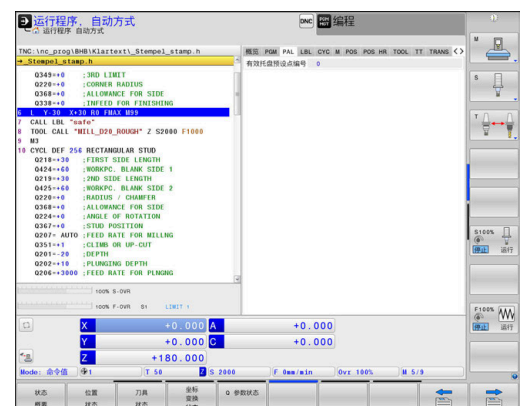 运行程序, 自动方式
运行程序 自动方式
DNC
编程
TNC:\nc_prog\BHB\Klartext\_Stempel_stamp.h
→_Stempel_stamp.h
Q349=+0 ;3RD LIMIT
Q220=+0 ;CORNER RADIUS
Q368=+0 ;ALLOWANCE FOR SIDE
Q338=+0 ;INFEED FOR FINISHING
6 L Y-30 X+30 R0 FMAX M99
7 CALL LBL "safe"
8 TOOL CALL "MILL_D20_ROUGH" Z S2000 F1000
9 M3
10 CYCL DEF 256 RECTANGULAR STUD
Q218=+30 ;FIRST SIDE LENGTH
Q424=+60 ;WORKPC. BLANK SIDE 1
Q219=+30 ;2ND SIDE LENGTH
Q425=+60 ;WORKPC. BLANK SIDE 2
Q220=+0 ;RADIUS / CHAMFER
Q368=+0 ;ALLOWANCE FOR SIDE
Q224=+0 ;ANGLE OF ROTATION
Q367=+0 ;STUD POSITION
Q207= AUTO ;FEED RATE FOR MILLNG
Q351=+1 ;CLIMB OR UP-CUT
Q201=-20 ;DEPTH
Q202=+10 ;PLUNGING DEPTH
Q206=+3000 ;FEED RATE FOR PLNGNG
概览 PGM PAL LBL CYC M POS POS HR TOOL TT TRANS
有效托盘预设点编号 0
100% S-OVR
100% F-OVR S1 LIMIT 1
X +0.000 A +0.000
Y +0.000 C +0.000
Z +180.000
Mode: 命令值 1 T 50 Z S 2000 F 0mm/min Ovr 100% M 5/9
M
S
T
S100%
停止 运行
F100%
停止 运行
状态 概览
位置 状态
刀具 状态
坐标 变换
Q 参数状态